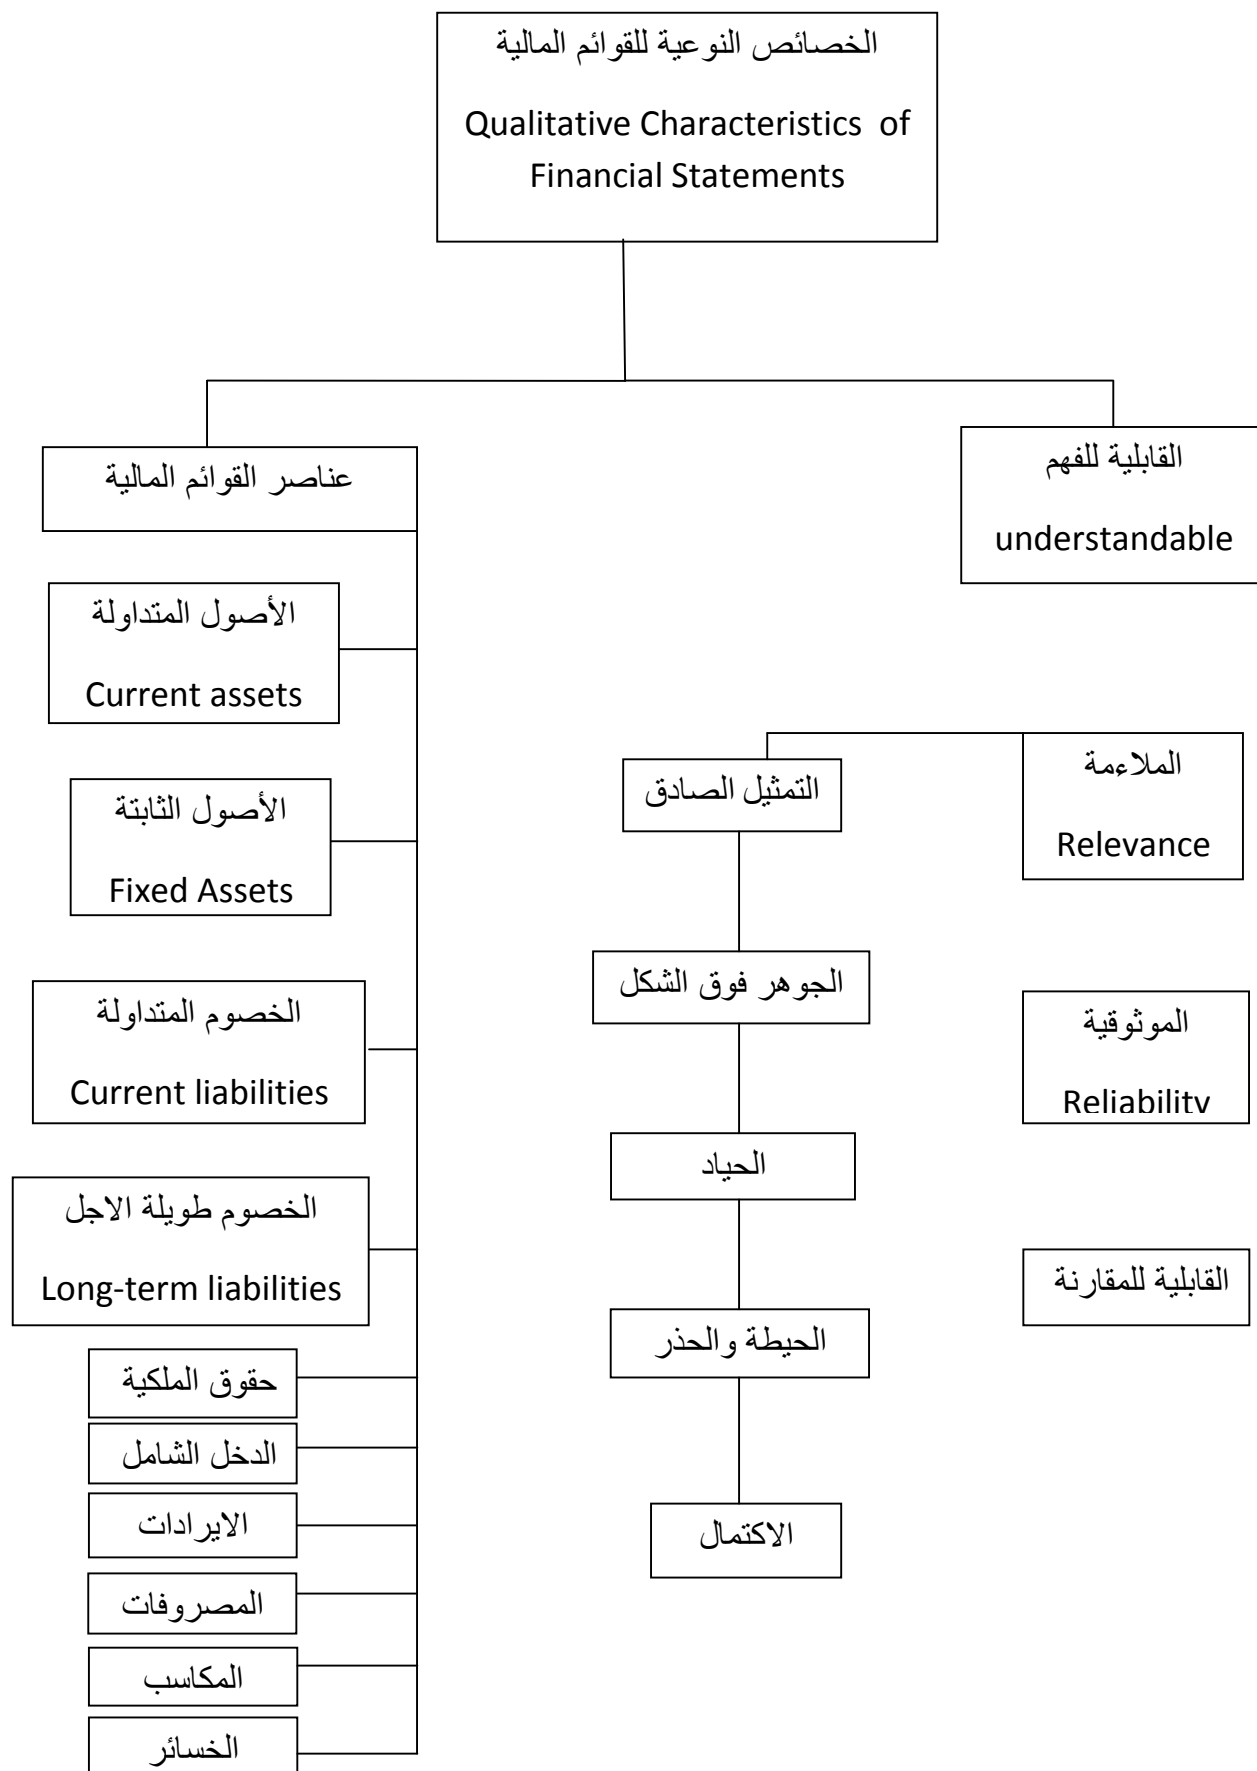 الخصائص النوعية للقوائم المالية
Qualitative Characteristics of
Financial Statements
القابلية للفهم
understandable
عناصر القوائم المالية
الأصول المتداولة
Current assets
الملاءمة
Relevance
التمثيل الصادق
الأصول الثابتة
Fixed Assets
الجوهر فوق الشكل
الموثوقية
Reliability
الخصوم المتداولة
Current liabilities
الحياد
الخصوم طويلة الاجل
Long-term liabilities
القابلية للمقارنة
الحيطة والحذر
حقوق الملكية
الدخل الشامل
الايرادات
الاكتمال
المصروفات
المكاسب
الخسائر